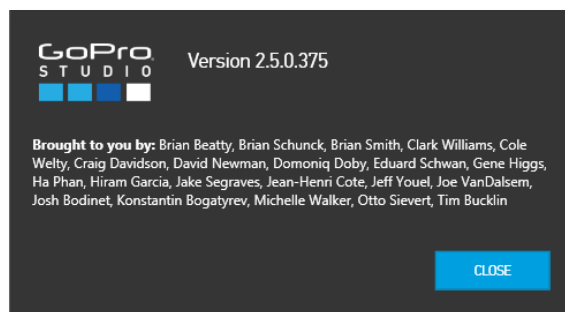 GoPro
STUDIO
Version 2.5.0.375
Brought to you by: Brian Beatty, Brian Schunck, Brian Smith, Clark Williams, Cole
Welty, Craig Davidson, David Newman, Domoniq Doby, Eduard Schwan, Gene Higgs,
Ha Phan, Hiram Garcia, Jake Segraves, Jean-Henri Cote, Jeff Youel, Joe VanDalsem,
Josh Bodinet, Konstantin Bogatyrev, Michelle Walker, Otto Sievert, Tim Bucklin
CLOSE